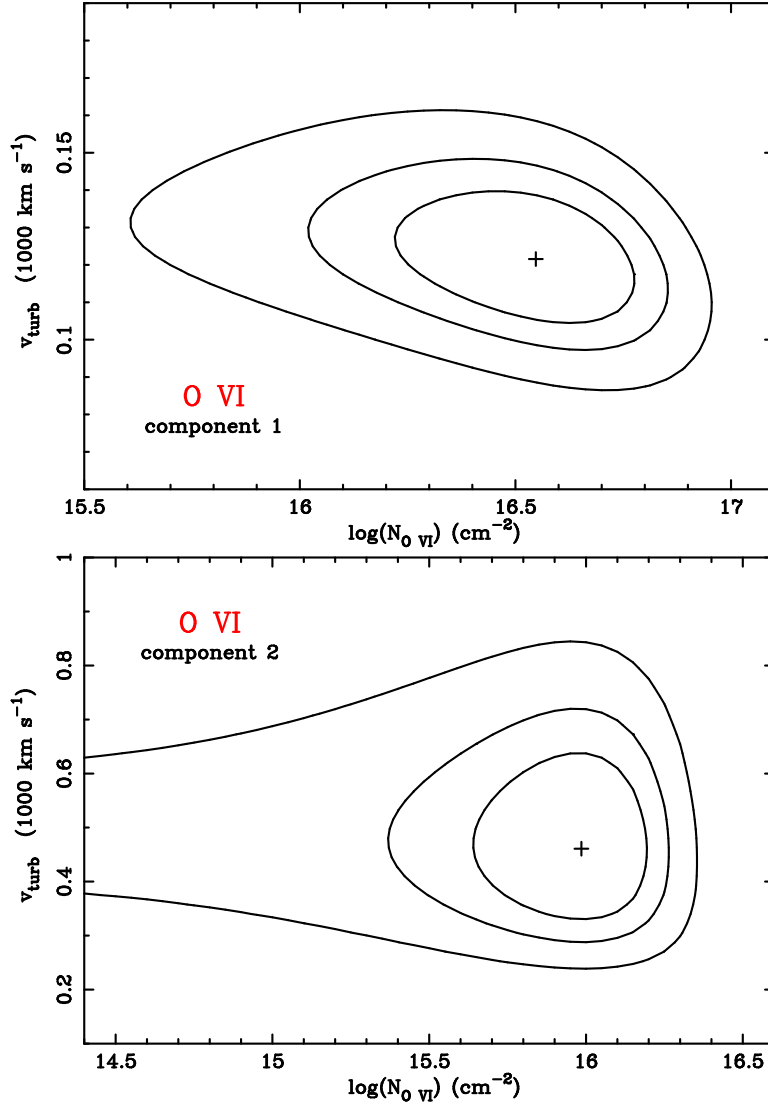 0.15
0.1
v_turb (1000 km s⁻¹)
O VI
component 1
15.5 16 16.5 17
log(N_O VI) (cm⁻²)
1
0.8
0.6
0.4
0.2
v_turb (1000 km s⁻¹)
O VI
component 2
14.5 15 15.5 16 16.5
log(N_O VI) (cm⁻²)